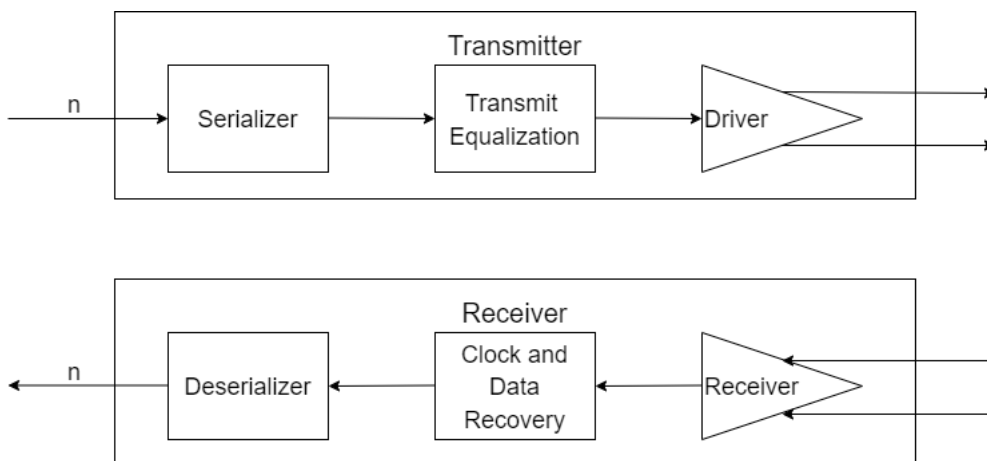 Transmitter
n
Serializer
Transmit
Equalization
Driver
Receiver
n
Deserializer
Clock and
Data
Recovery
Receiver